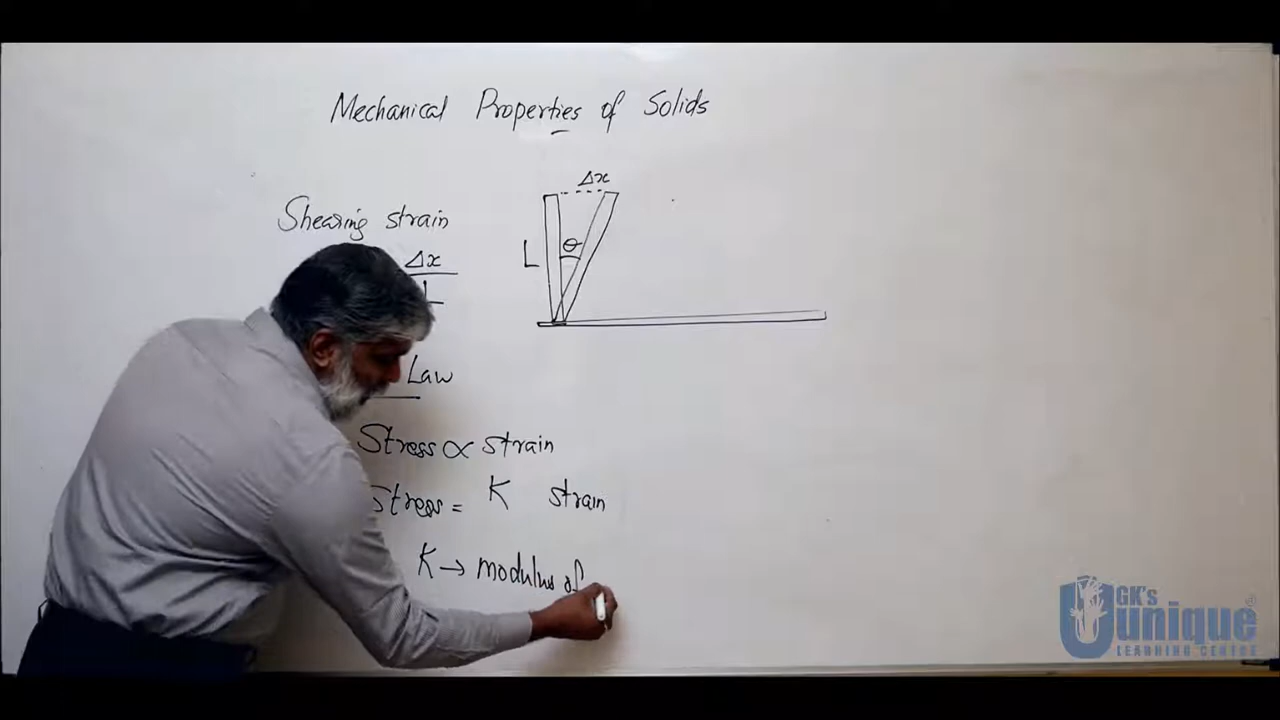 Mechanical Properties of Solids
Shearing strain
Δx
L
Δx
L
θ
Law
Stress ∝ strain
Stress = K strain
K → modulus of
GK's
unique
LEARNING CENTRE